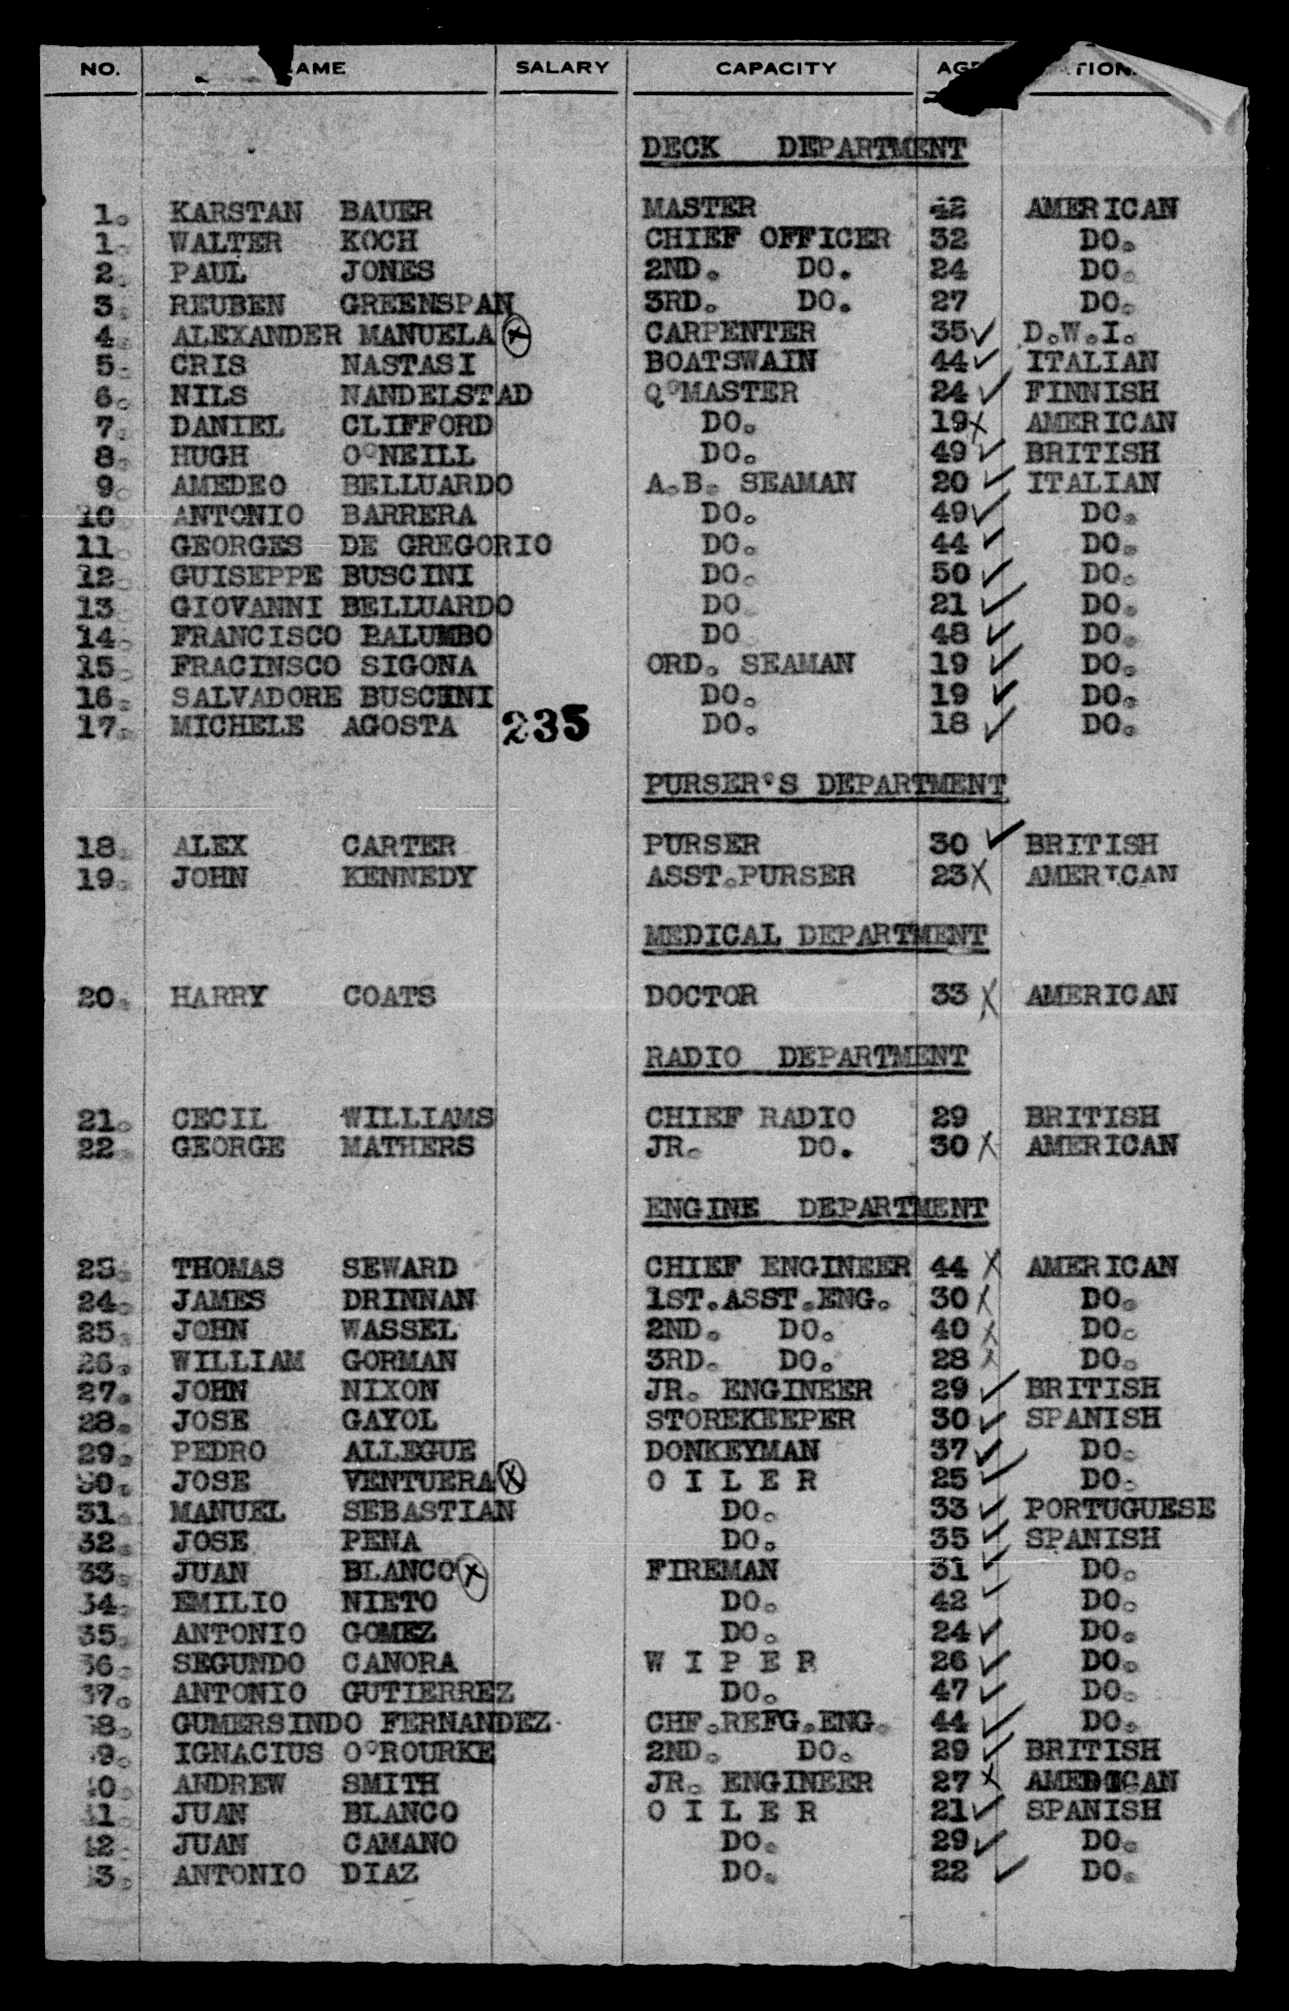 NO. NAME SALARY CAPACITY AGE NATION.
DECK DEPARTMENT
1. KARSTAN BAUER MASTER 42 AMERICAN
1. WALTER KOCH CHIEF OFFICER 32 DO.
2. PAUL JONES 2ND. DO. 24 DO.
3. REUBEN GREENSPAN 3RD. DO. 27 DO.
4. ALEXANDER MANUELA CARPENTER 35 ✓ D.W.I.
5. CRIS NASTASI BOATSWAIN 44 ✓ ITALIAN
6. NILS NANDELSTAD Q'MASTER 24 ✓ FINNISH
7. DANIEL CLIFFORD DO. 19 X AMERICAN
8. HUGH O'NEILL DO. 49 ✓ BRITISH
9. AMEDEO BELLUARDO A.B. SEAMAN 20 ✓ ITALIAN
10. ANTONIO BARRERA DO. 49 ✓ DO.
11. GEORGES DE GREGORIO DO. 44 ✓ DO.
12. GUISEPPE BUSCINI DO. 50 ✓ DO.
13. GIOVANNI BELLUARDO DO 21 ✓ DO.
14. FRANCISCO PALUMBO DO 48 ✓ DO.
15. FRACINSCO SIGONA ORD. SEAMAN 19 ✓ DO.
16. SALVADORE BUSCINI DO. 19 ✓ DO.
17. MICHELE AGOSTA 235 DO. 18 ✓ DO.
PURSER'S DEPARTMENT
18. ALEX CARTER PURSER 30 ✓ BRITISH
19. JOHN KENNEDY ASST.PURSER 23 X AMERICAN
MEDICAL DEPARTMENT
20. HARRY COATS DOCTOR 33 X AMERICAN
RADIO DEPARTMENT
21. CECIL WILLIAMS CHIEF RADIO 29 BRITISH
22. GEORGE MATHERS JR. DO. 30 X AMERICAN
ENGINE DEPARTMENT
23. THOMAS SEWARD CHIEF ENGINEER 44 X AMERICAN
24. JAMES DRINNAN 1ST.ASST.ENG. 30 X DO.
25. JOHN WASSEL 2ND. DO. 40 X DO.
26. WILLIAM GORMAN 3RD. DO. 28 X DO.
27. JOHN NIXON JR. ENGINEER 29 ✓ BRITISH
28. JOSE GAYOL STOREKEEPER 30 ✓ SPANISH
29. PEDRO ALLEGUE DONKEYMAN 37 ✓ DO.
30. JOSE VENTUERA X OILER 25 ✓ DO.
31. MANUEL SEBASTIAN DO. 33 ✓ PORTUGUESE
32. JOSE PENA DO. 35 ✓ SPANISH
33. JUAN BLANCO X FIREMAN 31 ✓ DO.
34. EMILIO NIETO DO. 42 ✓ DO.
35. ANTONIO GOMEZ DO. 24 ✓ DO.
36. SEGUNDO CANORA WIPER 26 ✓ DO.
37. ANTONIO GUTIERREZ DO. 47 ✓ DO.
38. GUMERSINDO FERNANDEZ CHF.REFG.ENG. 44 ✓ DO.
39. IGNACIUS O'ROURKE 2ND. DO. 29 ✓ BRITISH
40. ANDREW SMITH JR. ENGINEER 27 X AMERICAN
41. JUAN BLANCO OILER 21 ✓ SPANISH
42. JUAN CAMANO DO. 29 ✓ DO.
43. ANTONIO DIAZ DO. 22 ✓ DO.